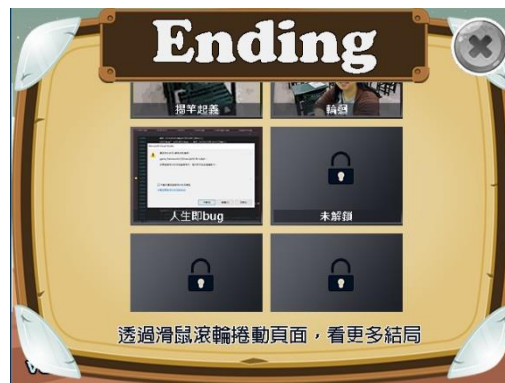 Ending
揭竿起義
輪迴
人生即bug
未解鎖
透過滑鼠滾輪捲動頁面，看更多結局